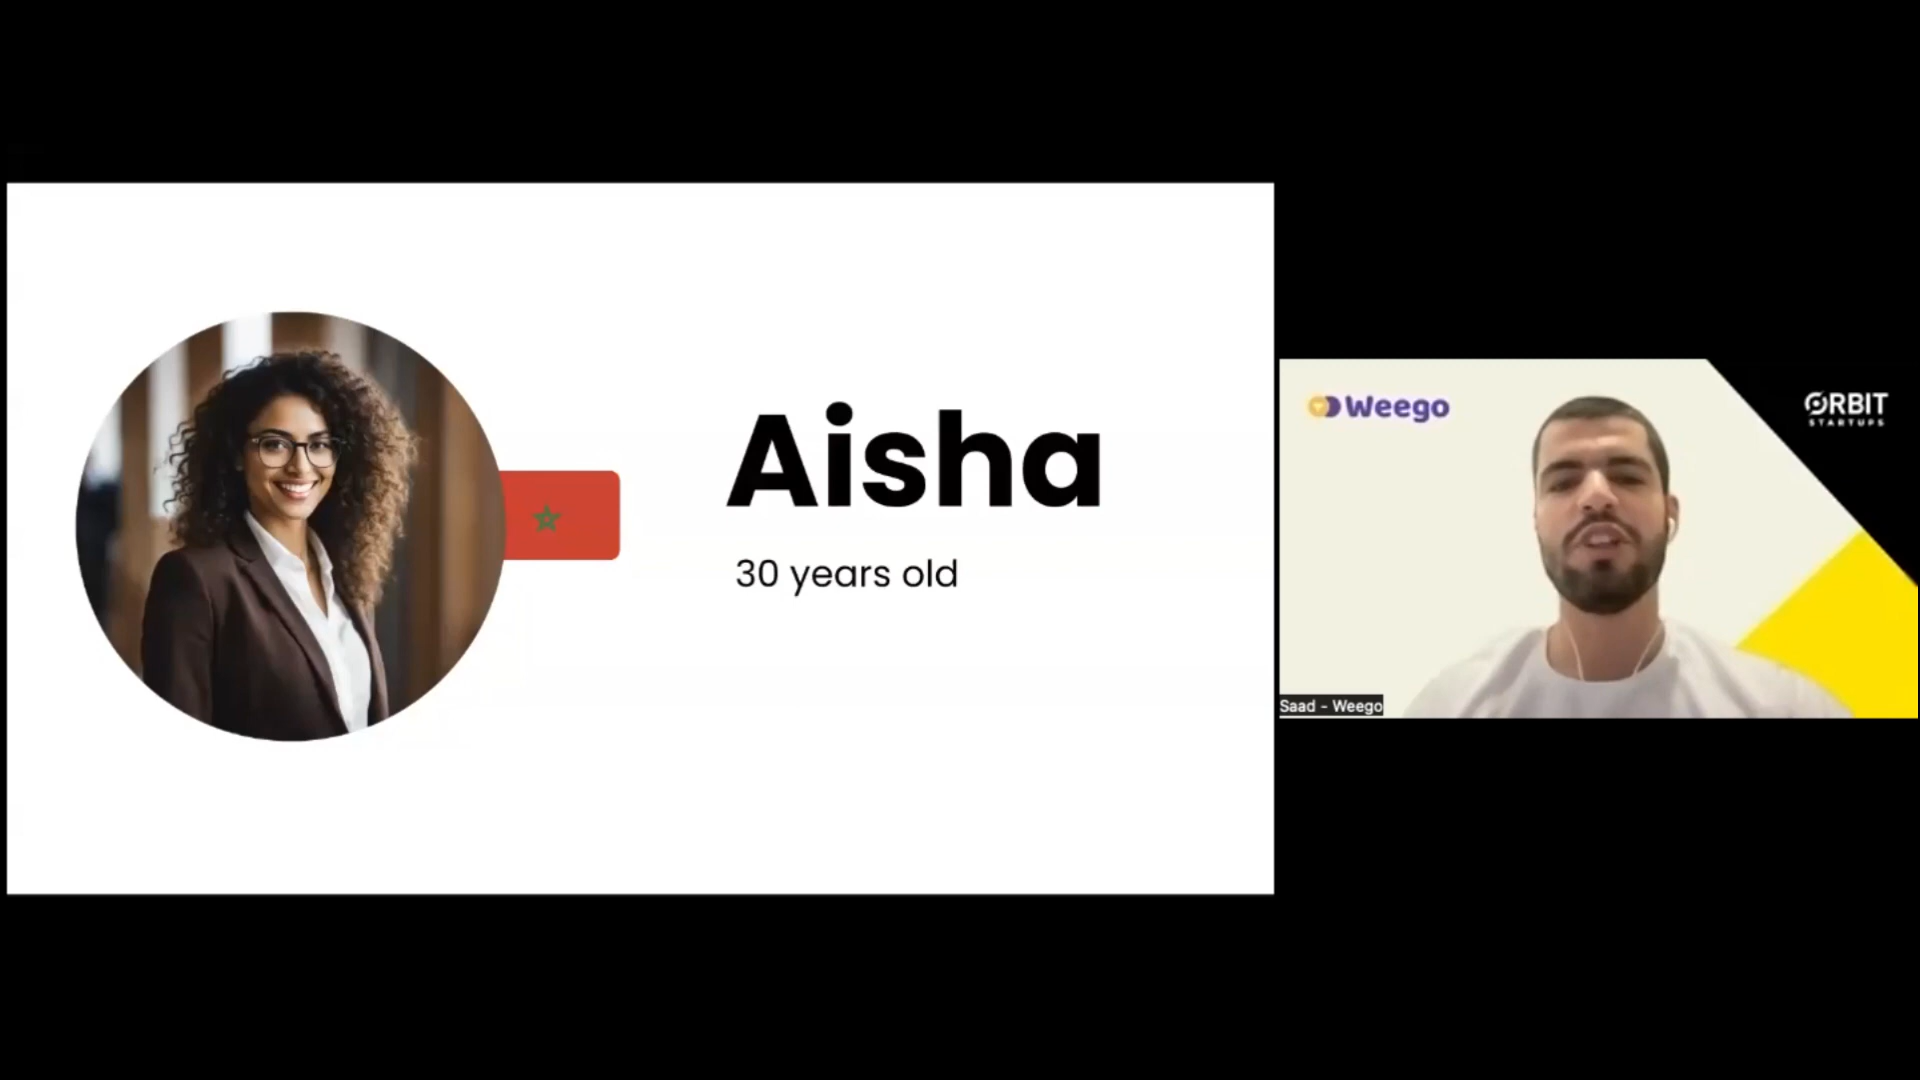 Aisha
30 years old
Weego
ORBIT
STARTUPS
Saad - Weego